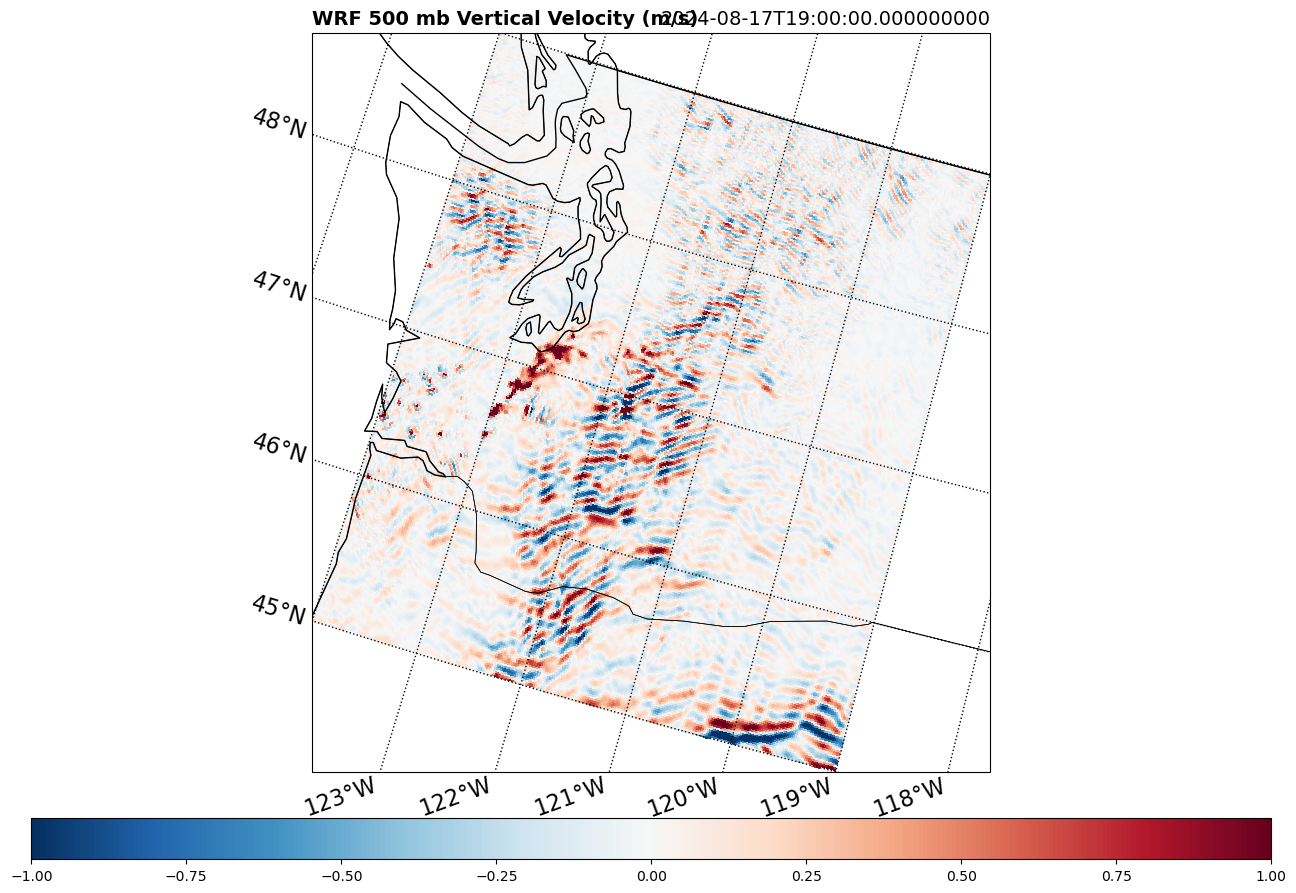 WRF 500 mb Vertical Velocity (m/s)
2024-08-17T19:00:00.000000000
48°N
47°N
46°N
45°N
123°W 122°W 121°W 120°W 119°W 118°W
−1.00 −0.75 −0.50 −0.25 0.00 0.25 0.50 0.75 1.00